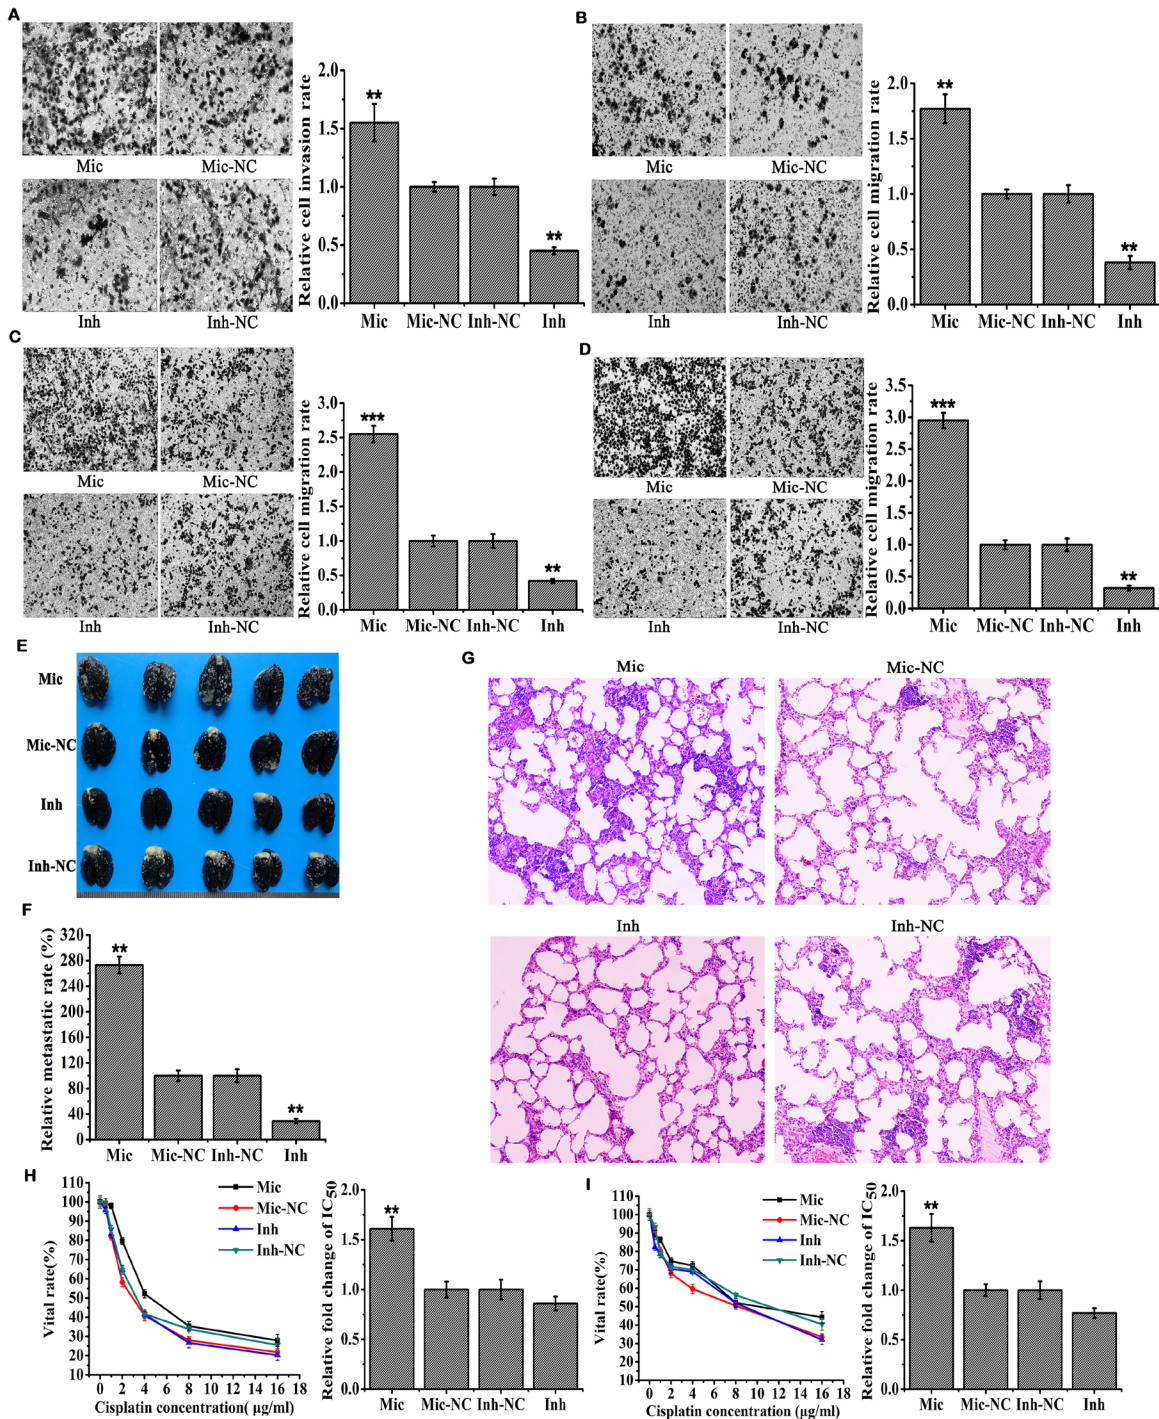 A
Mic
Mic-NC
Inh
Inh-NC
Relative cell invasion rate
2.0
1.5
1.0
0.5
0.0
**
**
Mic Mic-NC Inh-NC Inh
B
Mic
Mic-NC
Inh
Inh-NC
Relative cell migration rate
2.0
1.5
1.0
0.5
0.0
**
**
Mic Mic-NC Inh-NC Inh
C
Mic
Mic-NC
Inh
Inh-NC
Relative cell migration rate
3.0
2.5
2.0
1.5
1.0
0.5
0.0
***
**
Mic Mic-NC Inh-NC Inh
D
Mic
Mic-NC
Inh
Inh-NC
Relative cell migration rate
3.5
3.0
2.5
2.0
1.5
1.0
0.5
0.0
***
**
Mic Mic-NC Inh-NC Inh
E
Mic
Mic-NC
Inh
Inh-NC
F
Relative metastatic rate (%)
320
280
240
200
160
120
80
40
0
**
**
Mic Mic-NC Inh-NC Inh
G
Mic
Mic-NC
Inh
Inh-NC
H
Vital rate(%)
110
100
90
80
70
60
50
40
30
20
10
0 2 4 6 8 10 12 14 16 18
Cisplatin concentration( μg/ml)
Mic
Mic-NC
Inh
Inh-NC
Relative fold change of IC50
2.0
1.5
1.0
0.5
0.0
**
Mic Mic-NC Inh-NC Inh
I
Vital rate(%)
110
100
90
80
70
60
50
40
30
20
10
0 2 4 6 8 10 12 14 16 18
Cisplatin concentration (μg/ml)
Mic
Mic-NC
Inh
Inh-NC
Relative fold change of IC50
2.0
1.5
1.0
0.5
0.0
**
Mic Mic-NC Inh-NC Inh